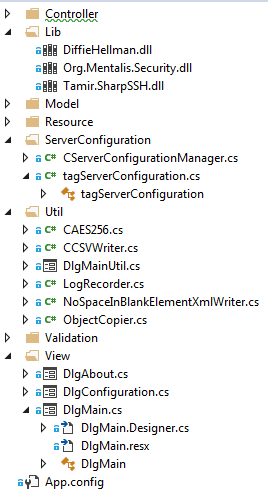 Controller
Lib
DiffieHellman.dll
Org.Mentalis.Security.dll
Tamir.SharpSSH.dll
Model
Resource
ServerConfiguration
CServerConfigurationManager.cs
tagServerConfiguration.cs
tagServerConfiguration
Util
CAES256.cs
CCSVWriter.cs
DlgMainUtil.cs
LogRecorder.cs
NoSpaceInBlankElementXmlWriter.cs
ObjectCopier.cs
Validation
View
DlgAbout.cs
DlgConfiguration.cs
DlgMain.cs
DlgMain.Designer.cs
DlgMain.resx
DlgMain
App.config